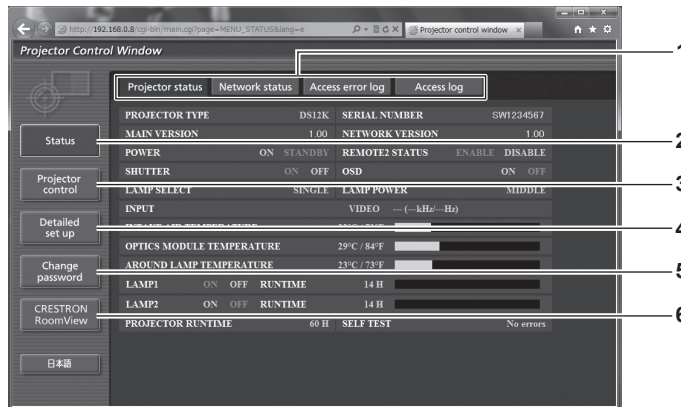 http://192.168.0.8/cgi-bin/main.cgi?page=MENU_STATUS&lang=e
Projector control window
Projector Control Window
1
Projector status Network status Access error log Access log
PROJECTOR TYPE DS12K SERIAL NUMBER SW1234567
MAIN VERSION 1.00 NETWORK VERSION 1.00
Status
2
POWER ON STANDBY REMOTE2 STATUS ENABLE DISABLE
SHUTTER ON OFF OSD ON OFF
Projector control
3
LAMP SELECT SINGLE LAMP POWER MIDDLE
INPUT VIDEO --- (---kHz/---Hz)
Detailed set up
4
OPTICS MODULE TEMPERATURE 29°C / 84°F
AROUND LAMP TEMPERATURE 23°C / 73°F
Change password
5
LAMP1 ON OFF RUNTIME 14 H
LAMP2 ON OFF RUNTIME 14 H
CRESTRON RoomView
6
PROJECTOR RUNTIME 60 H SELF TEST No errors
日本語